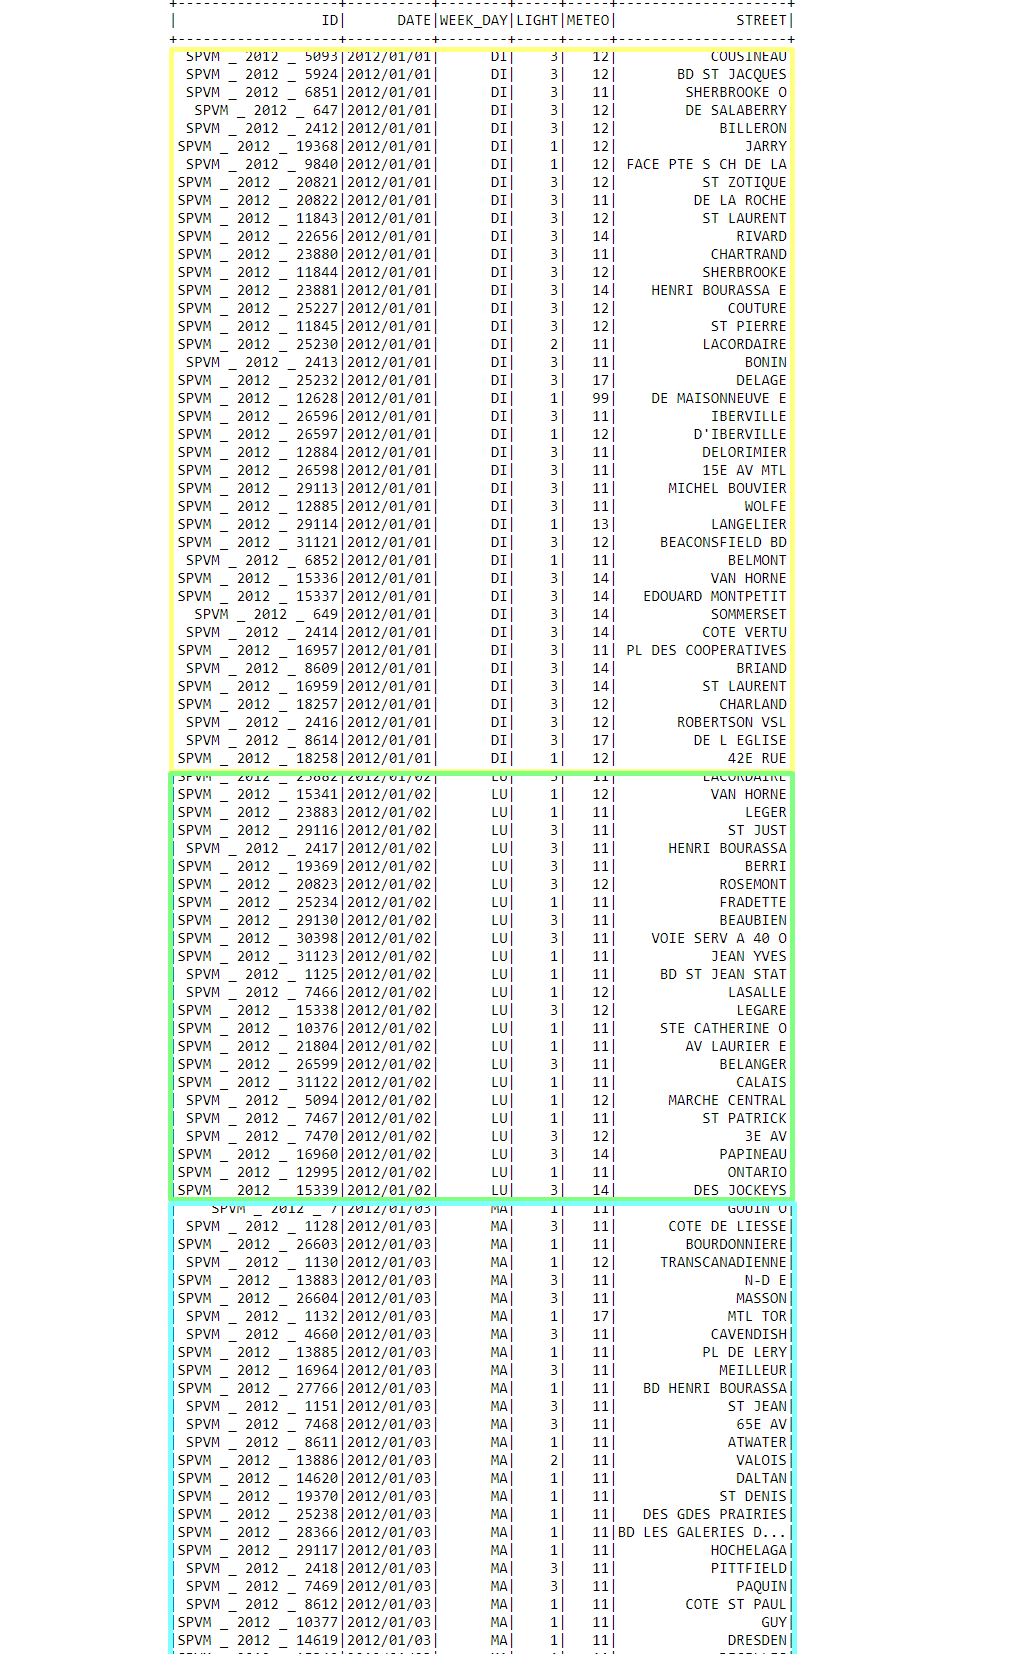 +-------------------+----------+--------+-----+-----+--------------------+
|                 ID|      DATE|WEEK_DAY|LIGHT|METEO|              STREET|
+-------------------+----------+--------+-----+-----+--------------------+
SPVM _ 2012 _ 5093|2012/01/01| DI| 3| 12| COUSINEAU
SPVM _ 2012 _ 5924|2012/01/01| DI| 3| 12| BD ST JACQUES
SPVM _ 2012 _ 6851|2012/01/01| DI| 3| 11| SHERBROOKE O
SPVM _ 2012 _ 647|2012/01/01| DI| 3| 12| DE SALABERRY
SPVM _ 2012 _ 2412|2012/01/01| DI| 3| 12| BILLERON
SPVM _ 2012 _ 19368|2012/01/01| DI| 1| 12| JARRY
SPVM _ 2012 _ 9840|2012/01/01| DI| 1| 12| FACE PTE S CH DE LA
SPVM _ 2012 _ 20821|2012/01/01| DI| 3| 12| ST ZOTIQUE
SPVM _ 2012 _ 20822|2012/01/01| DI| 3| 11| DE LA ROCHE
SPVM _ 2012 _ 11843|2012/01/01| DI| 3| 12| ST LAURENT
SPVM _ 2012 _ 22656|2012/01/01| DI| 3| 14| RIVARD
SPVM _ 2012 _ 23880|2012/01/01| DI| 3| 11| CHARTRAND
SPVM _ 2012 _ 11844|2012/01/01| DI| 3| 12| SHERBROOKE
SPVM _ 2012 _ 23881|2012/01/01| DI| 3| 14| HENRI BOURASSA E
SPVM _ 2012 _ 25227|2012/01/01| DI| 3| 12| COUTURE
SPVM _ 2012 _ 11845|2012/01/01| DI| 3| 12| ST PIERRE
SPVM _ 2012 _ 25230|2012/01/01| DI| 2| 11| LACORDAIRE
SPVM _ 2012 _ 2413|2012/01/01| DI| 3| 11| BONIN
SPVM _ 2012 _ 25232|2012/01/01| DI| 3| 17| DELAGE
SPVM _ 2012 _ 12628|2012/01/01| DI| 1| 99| DE MAISONNEUVE E
SPVM _ 2012 _ 26596|2012/01/01| DI| 3| 11| IBERVILLE
SPVM _ 2012 _ 26597|2012/01/01| DI| 1| 12| D'IBERVILLE
SPVM _ 2012 _ 12884|2012/01/01| DI| 3| 11| DELORIMIER
SPVM _ 2012 _ 26598|2012/01/01| DI| 3| 11| 15E AV MTL
SPVM _ 2012 _ 29113|2012/01/01| DI| 3| 11| MICHEL BOUVIER
SPVM _ 2012 _ 12885|2012/01/01| DI| 3| 11| WOLFE
SPVM _ 2012 _ 29114|2012/01/01| DI| 1| 13| LANGELIER
SPVM _ 2012 _ 31121|2012/01/01| DI| 3| 12| BEACONSFIELD BD
SPVM _ 2012 _ 6852|2012/01/01| DI| 1| 11| BELMONT
SPVM _ 2012 _ 15336|2012/01/01| DI| 3| 14| VAN HORNE
SPVM _ 2012 _ 15337|2012/01/01| DI| 3| 14| EDOUARD MONTPETIT
SPVM _ 2012 _ 649|2012/01/01| DI| 3| 14| SOMMERSET
SPVM _ 2012 _ 2414|2012/01/01| DI| 3| 14| COTE VERTU
SPVM _ 2012 _ 16957|2012/01/01| DI| 3| 11| PL DES COOPERATIVES
SPVM _ 2012 _ 8609|2012/01/01| DI| 3| 14| BRIAND
SPVM _ 2012 _ 16959|2012/01/01| DI| 3| 14| ST LAURENT
SPVM _ 2012 _ 18257|2012/01/01| DI| 3| 12| CHARLAND
SPVM _ 2012 _ 2416|2012/01/01| DI| 3| 12| ROBERTSON VSL
SPVM _ 2012 _ 8614|2012/01/01| DI| 3| 17| DE L EGLISE
SPVM _ 2012 _ 18258|2012/01/01| DI| 1| 12| 42E RUE
SPVM _ 2012 _ 23882|2012/01/02| LU| 3| 11| LACORDAIRE
|SPVM _ 2012 _ 15341|2012/01/02| LU| 1| 12| VAN HORNE
|SPVM _ 2012 _ 23883|2012/01/02| LU| 1| 11| LEGER
|SPVM _ 2012 _ 29116|2012/01/02| LU| 3| 11| ST JUST
| SPVM _ 2012 _ 2417|2012/01/02| LU| 3| 11| HENRI BOURASSA
|SPVM _ 2012 _ 19369|2012/01/02| LU| 3| 11| BERRI
|SPVM _ 2012 _ 20823|2012/01/02| LU| 3| 12| ROSEMONT
|SPVM _ 2012 _ 25234|2012/01/02| LU| 1| 11| FRADETTE
|SPVM _ 2012 _ 29130|2012/01/02| LU| 3| 11| BEAUBIEN
|SPVM _ 2012 _ 30398|2012/01/02| LU| 3| 11| VOIE SERV A 40 O
|SPVM _ 2012 _ 31123|2012/01/02| LU| 1| 11| JEAN YVES
| SPVM _ 2012 _ 1125|2012/01/02| LU| 1| 11| BD ST JEAN STAT
| SPVM _ 2012 _ 7466|2012/01/02| LU| 1| 12| LASALLE
|SPVM _ 2012 _ 15338|2012/01/02| LU| 3| 12| LEGARE
|SPVM _ 2012 _ 10376|2012/01/02| LU| 1| 11| STE CATHERINE O
|SPVM _ 2012 _ 21804|2012/01/02| LU| 1| 11| AV LAURIER E
|SPVM _ 2012 _ 26599|2012/01/02| LU| 3| 11| BELANGER
|SPVM _ 2012 _ 31122|2012/01/02| LU| 1| 11| CALAIS
| SPVM _ 2012 _ 5094|2012/01/02| LU| 1| 12| MARCHE CENTRAL
| SPVM _ 2012 _ 7467|2012/01/02| LU| 1| 11| ST PATRICK
| SPVM _ 2012 _ 7470|2012/01/02| LU| 3| 12| 3E AV
|SPVM _ 2012 _ 16960|2012/01/02| LU| 3| 14| PAPINEAU
|SPVM _ 2012 _ 12995|2012/01/02| LU| 1| 11| ONTARIO
|SPVM _ 2012 _ 15339|2012/01/02| LU| 3| 14| DES JOCKEYS
| SPVM _ 2012 _ 7|2012/01/03| MA| 1| 11| GOUIN O|
| SPVM _ 2012 _ 1128|2012/01/03| MA| 3| 11| COTE DE LIESSE|
|SPVM _ 2012 _ 26603|2012/01/03| MA| 1| 11| BOURDONNIERE|
| SPVM _ 2012 _ 1130|2012/01/03| MA| 1| 12| TRANSCANADIENNE|
|SPVM _ 2012 _ 13883|2012/01/03| MA| 3| 11| N-D E|
|SPVM _ 2012 _ 26604|2012/01/03| MA| 3| 11| MASSON|
| SPVM _ 2012 _ 1132|2012/01/03| MA| 1| 17| MTL TOR|
| SPVM _ 2012 _ 4660|2012/01/03| MA| 3| 11| CAVENDISH|
|SPVM _ 2012 _ 13885|2012/01/03| MA| 1| 11| PL DE LERY|
|SPVM _ 2012 _ 16964|2012/01/03| MA| 3| 11| MEILLEUR|
|SPVM _ 2012 _ 27766|2012/01/03| MA| 1| 11| BD HENRI BOURASSA|
| SPVM _ 2012 _ 1151|2012/01/03| MA| 3| 11| ST JEAN|
| SPVM _ 2012 _ 7468|2012/01/03| MA| 3| 11| 65E AV|
| SPVM _ 2012 _ 8611|2012/01/03| MA| 1| 11| ATWATER|
|SPVM _ 2012 _ 13886|2012/01/03| MA| 2| 11| VALOIS|
|SPVM _ 2012 _ 14620|2012/01/03| MA| 1| 11| DALTAN|
|SPVM _ 2012 _ 19370|2012/01/03| MA| 1| 11| ST DENIS|
|SPVM _ 2012 _ 25238|2012/01/03| MA| 1| 11| DES GDES PRAIRIES|
|SPVM _ 2012 _ 28366|2012/01/03| MA| 1| 11|BD LES GALERIES D...|
|SPVM _ 2012 _ 29117|2012/01/03| MA| 1| 11| HOCHELAGA|
| SPVM _ 2012 _ 2418|2012/01/03| MA| 3| 11| PITTFIELD|
| SPVM _ 2012 _ 7469|2012/01/03| MA| 3| 11| PAQUIN|
| SPVM _ 2012 _ 8612|2012/01/03| MA| 1| 11| COTE ST PAUL|
|SPVM _ 2012 _ 10377|2012/01/03| MA| 1| 11| GUY|
|SPVM _ 2012 _ 14619|2012/01/03| MA| 1| 11| DRESDEN|